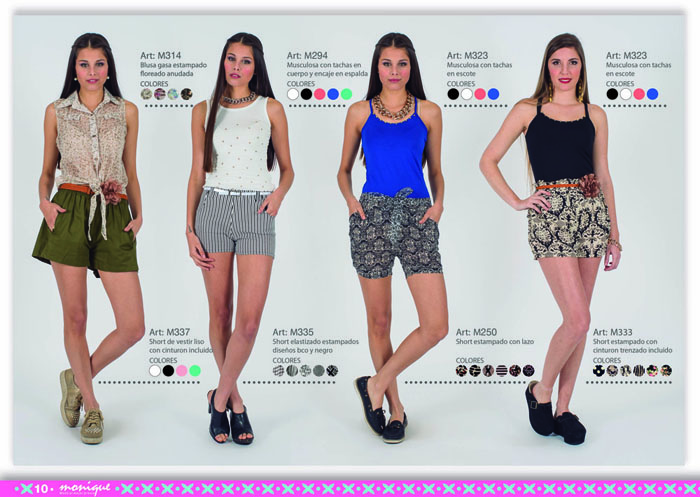 Art: M314
Blusa gasa estampado
floreado anudada
COLORES
Art: M294
Musculosa con tachas en
cuerpo y encaje en espalda
COLORES
Art: M323
Musculosa con tachas
en escote
COLORES
Art: M323
Musculosa con tachas
en escote
COLORES
Art: M337
Short de vestir liso
con cinturon incluido
COLORES
Art: M335
Short elastizado estampados
diseños bco y negro
COLORES
Art: M250
Short estampado con lazo
COLORES
Art: M333
Short estampado con
cinturon trenzado incluido
COLORES
10
monique